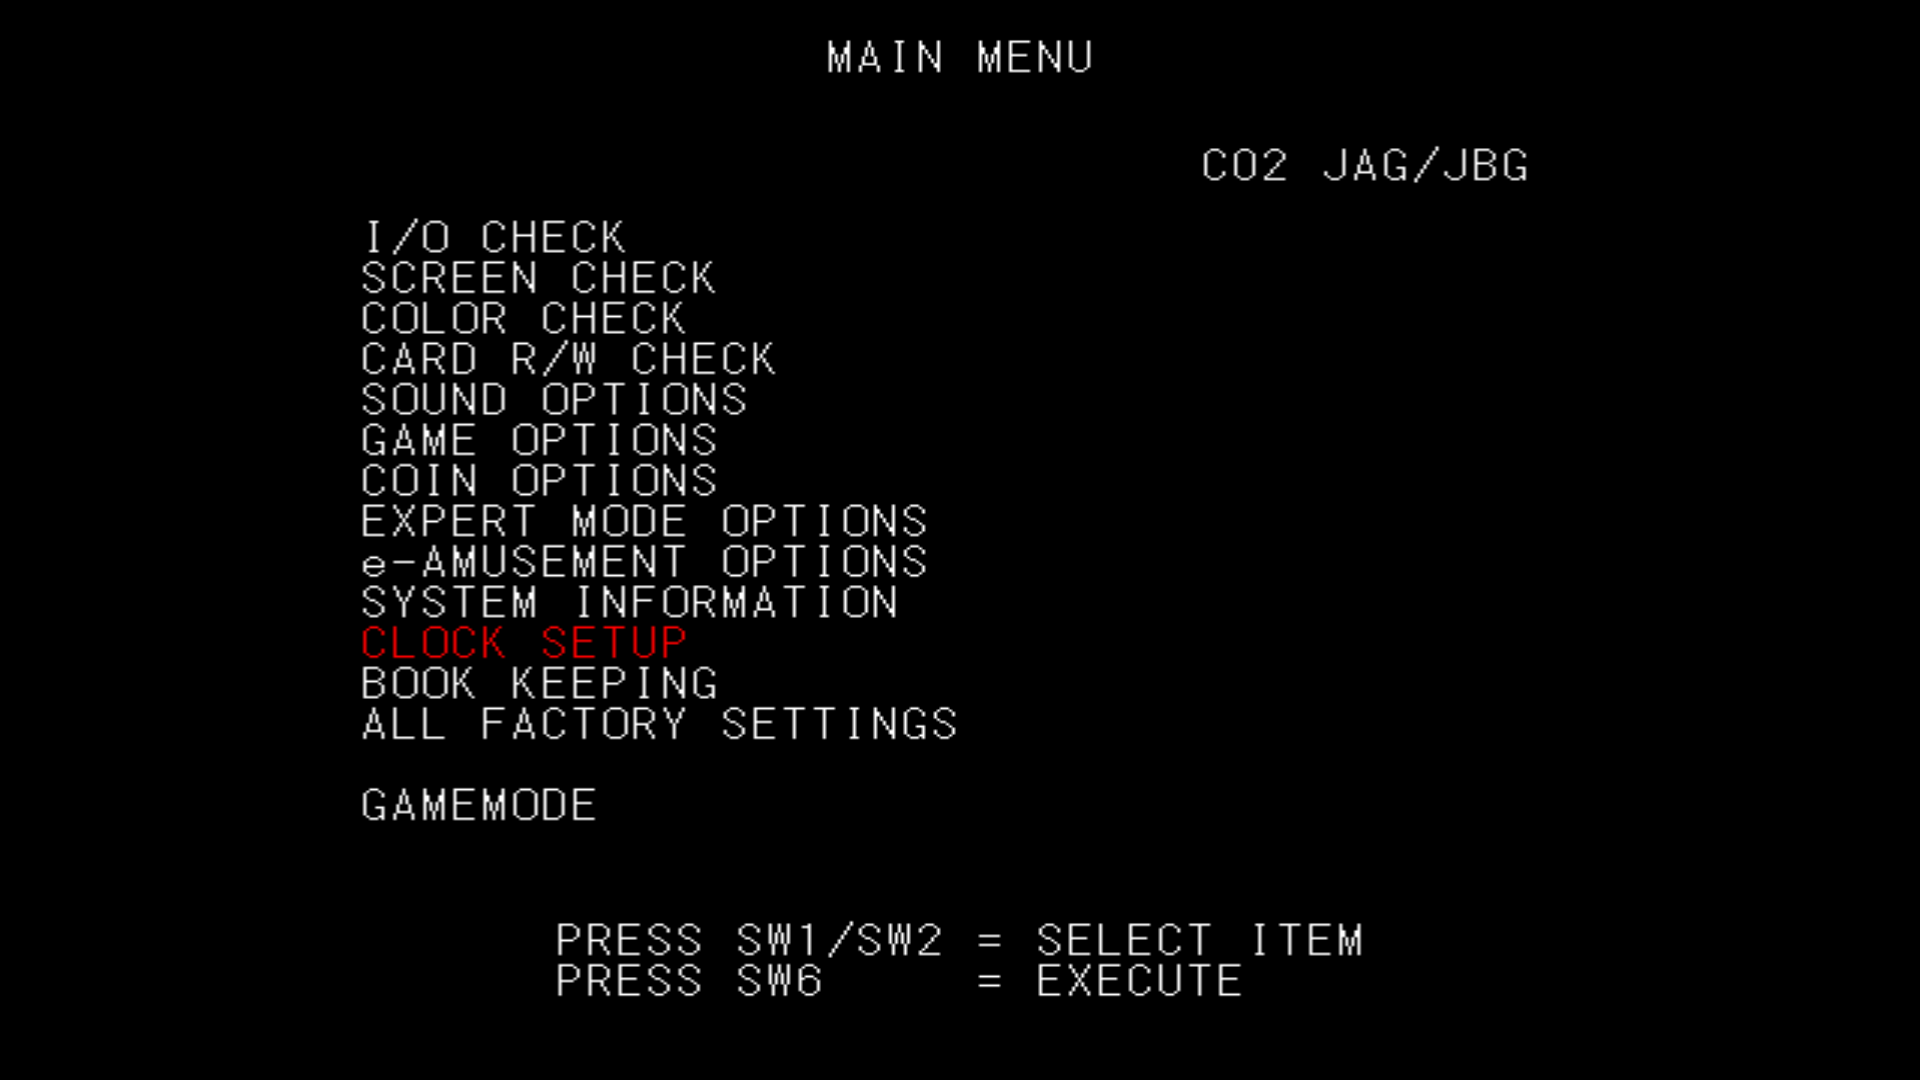 MAIN MENU
CO2 JAG/JBG
I/O CHECK
SCREEN CHECK
COLOR CHECK
CARD R/W CHECK
SOUND OPTIONS
GAME OPTIONS
COIN OPTIONS
EXPERT MODE OPTIONS
e-AMUSEMENT OPTIONS
SYSTEM INFORMATION
CLOCK SETUP
BOOK KEEPING
ALL FACTORY SETTINGS
GAMEMODE
PRESS SW1/SW2 = SELECT ITEM
PRESS SW6 = EXECUTE